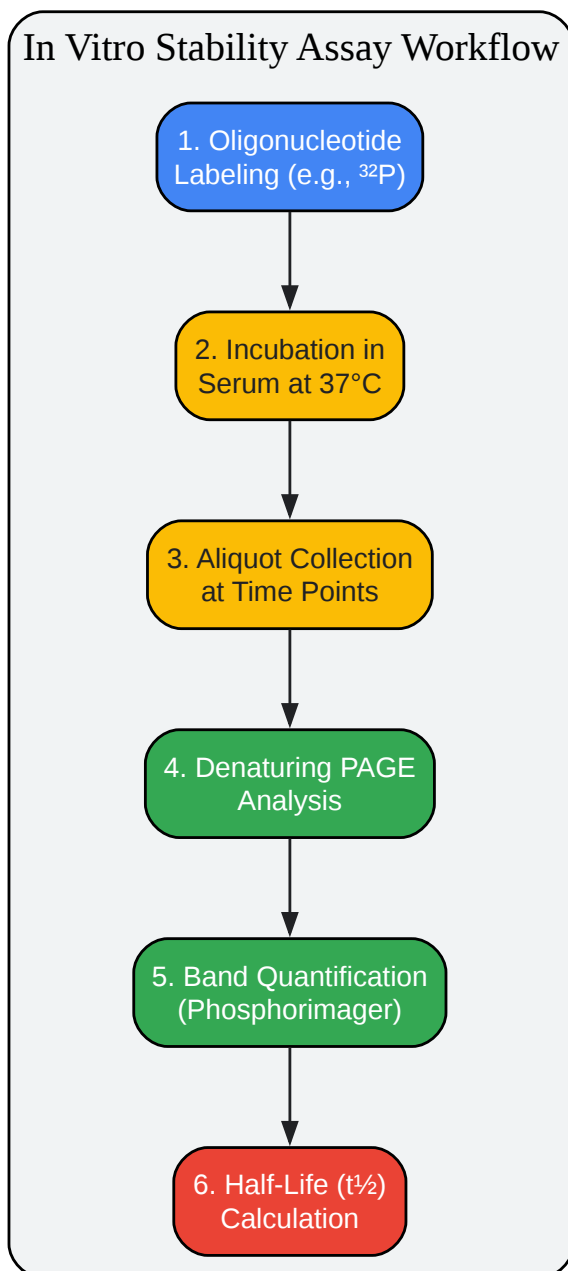 In Vitro Stability Assay Workflow
1. Oligonucleotide
Labeling (e.g., ³²P)
2. Incubation in
Serum at 37°C
3. Aliquot Collection
at Time Points
4. Denaturing PAGE
Analysis
5. Band Quantification
(Phosphorimager)
6. Half-Life (t½)
Calculation